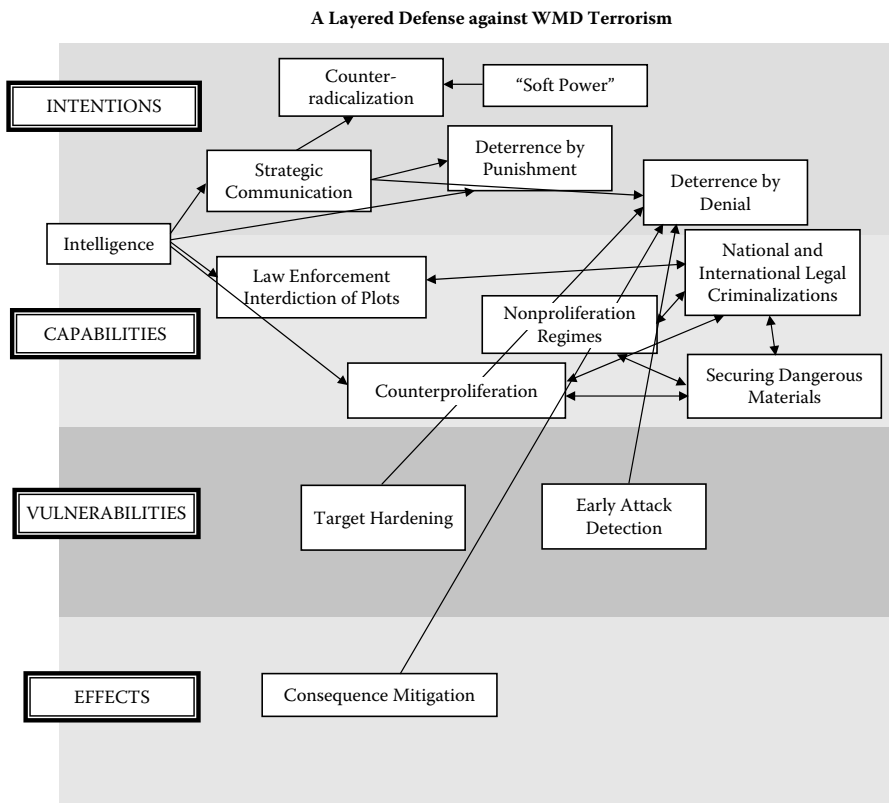 A Layered Defense against WMD Terrorism
INTENTIONS
Counter-
radicalization
“Soft Power”
Strategic
Communication
Deterrence by
Punishment
Deterrence by
Denial
Intelligence
Law Enforcement
Interdiction of Plots
National and
International Legal
Criminalizations
CAPABILITIES
Nonproliferation
Regimes
Counterproliferation
Securing Dangerous
Materials
VULNERABILITIES
Target Hardening
Early Attack
Detection
EFFECTS
Consequence Mitigation